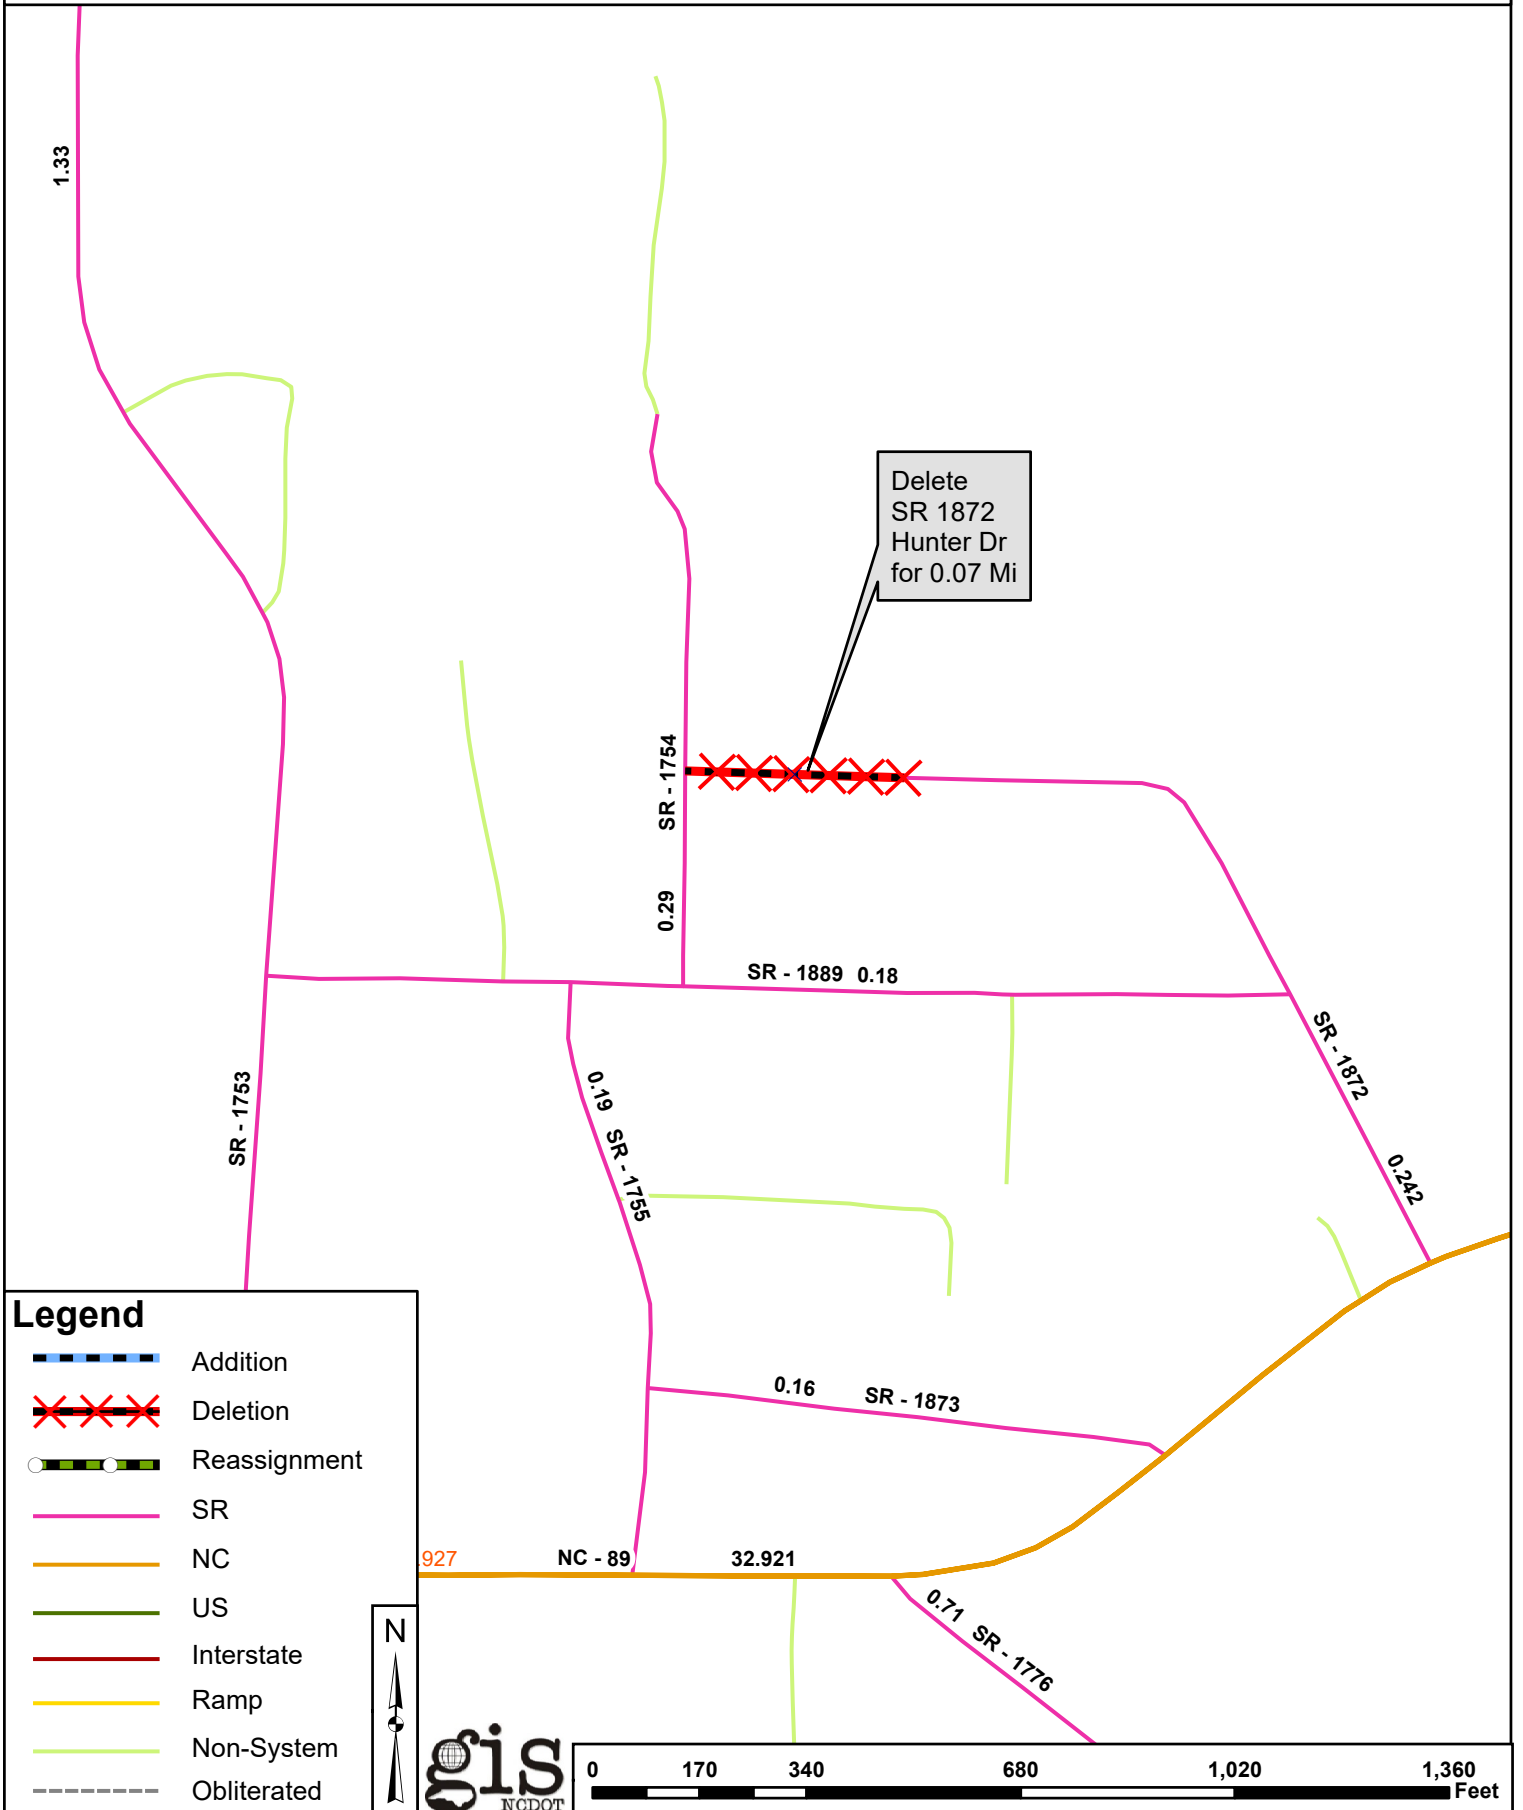 1.33
Delete
SR 1872
Hunter Dr
for 0.07 Mi
SR - 1754
0.29
SR - 1889 0.18
SR - 1753
0.19 SR - 1755
SR - 1872
0.242
0.16 SR - 1873
.927
NC - 89
32.921
0.71 SR - 1776
Legend
Addition
Deletion
Reassignment
SR
NC
US
Interstate
Ramp
Non-System
Obliterated
N
gis
NCDOT
0 170 340 680 1,020 1,360
Feet